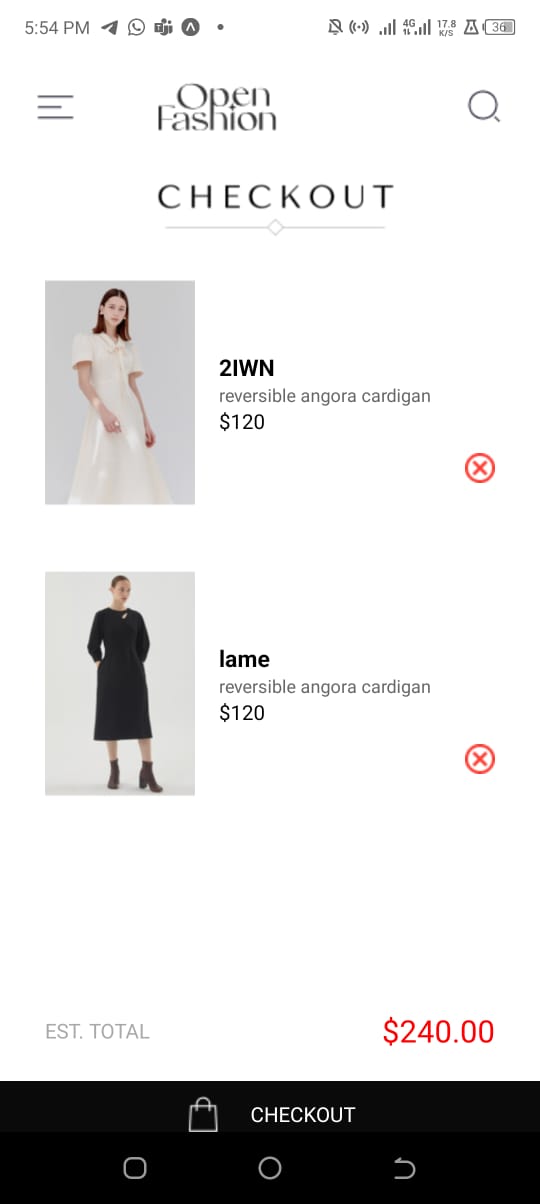 5:54 PM 4G 17.8 K/S 36
Open
Fashion
CHECKOUT
2IWN
reversible angora cardigan
$120
lame
reversible angora cardigan
$120
EST. TOTAL $240.00
CHECKOUT